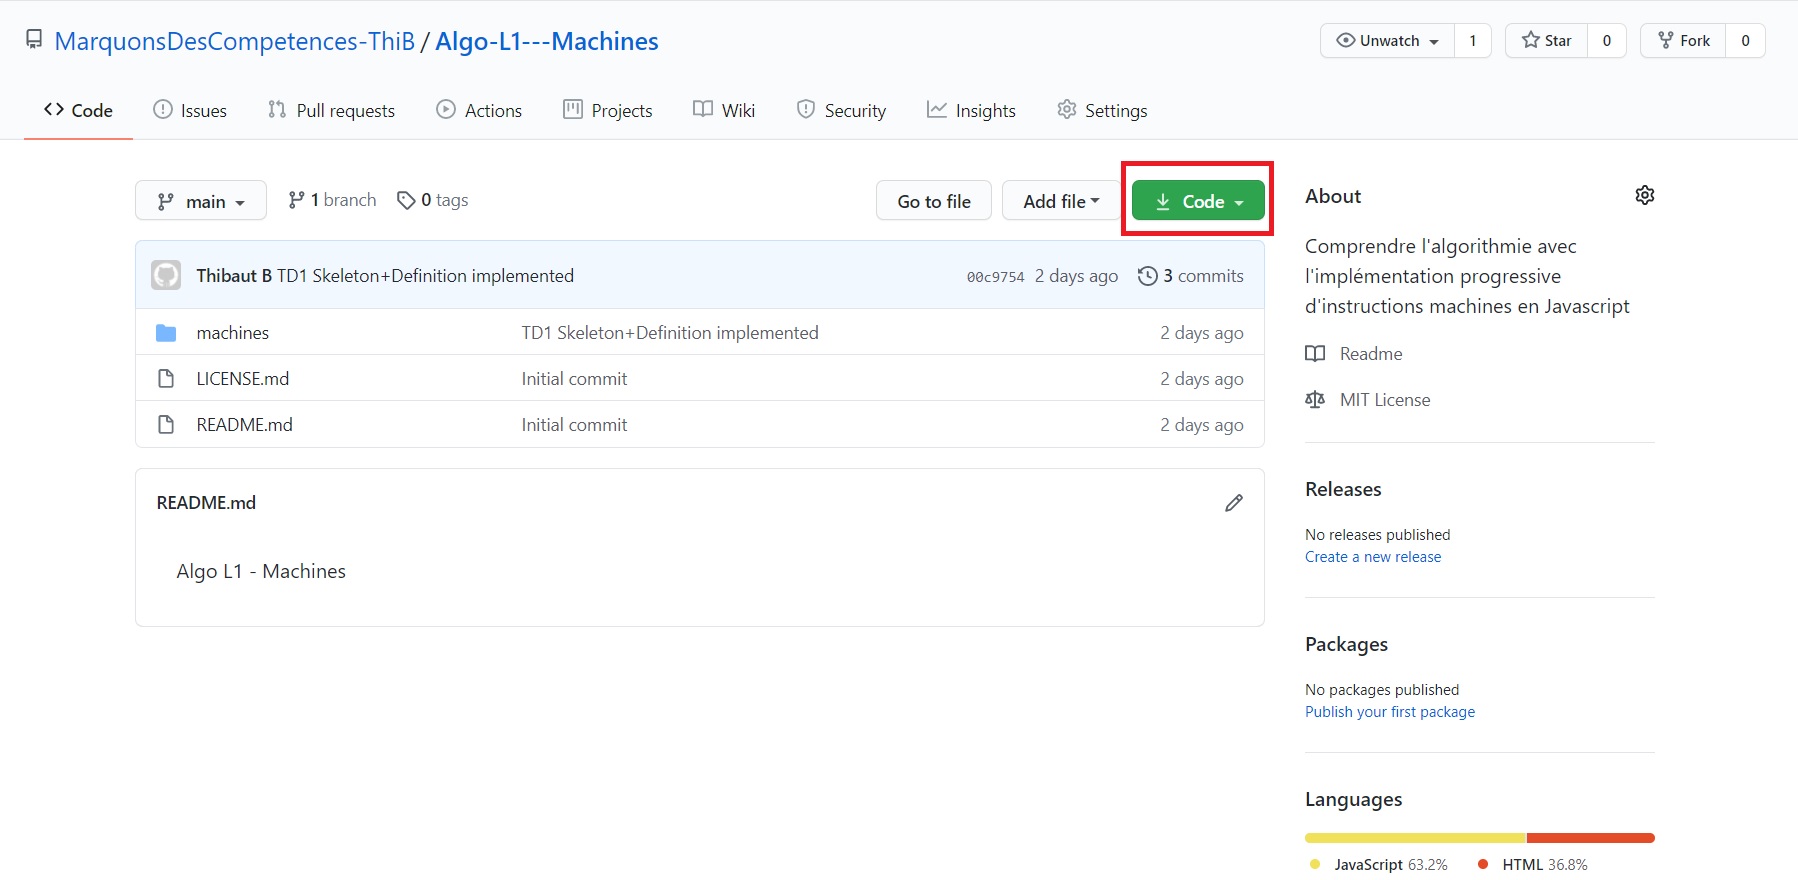 MarquonsDesCompetences-ThiB / Algo-L1---Machines
Unwatch 1 Star 0 Fork 0
Code Issues Pull requests Actions Projects Wiki Security Insights Settings
main 1 branch 0 tags Go to file Add file Code
Thibaut B TD1 Skeleton+Definition implemented 00c9754 2 days ago 3 commits
machines TD1 Skeleton+Definition implemented 2 days ago
LICENSE.md Initial commit 2 days ago
README.md Initial commit 2 days ago
README.md
Algo L1 - Machines
About
Comprendre l'algorithmie avec
l'implémentation progressive
d'instructions machines en Javascript
Readme
MIT License
Releases
No releases published
Create a new release
Packages
No packages published
Publish your first package
Languages
JavaScript 63.2% HTML 36.8%